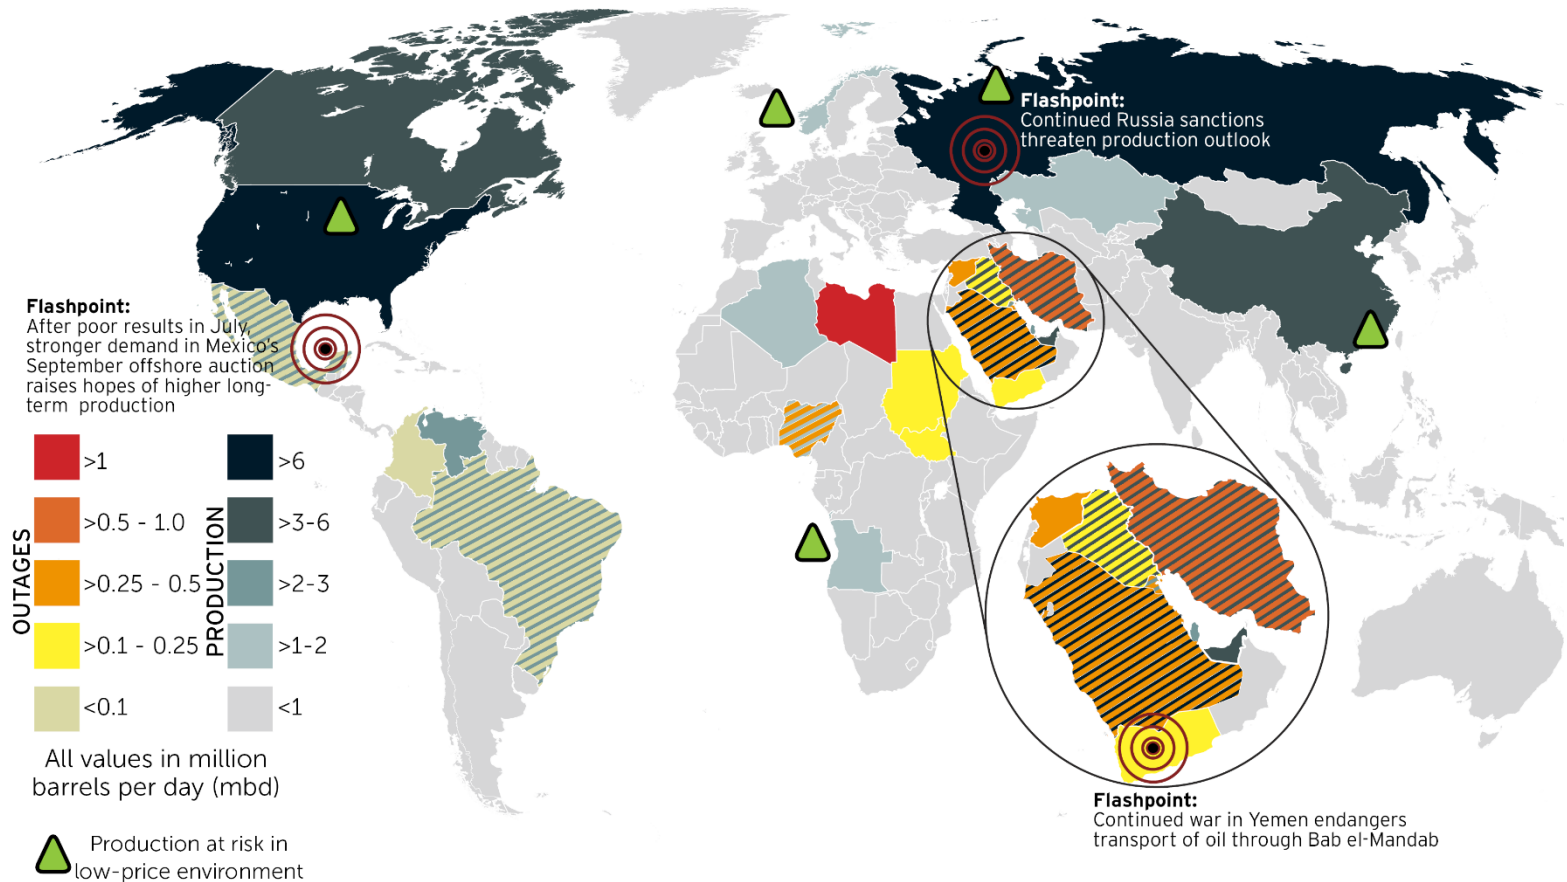 Flashpoint:
Continued Russia sanctions
threaten production outlook
Flashpoint:
After poor results in July,
stronger demand in Mexico's
September offshore auction
raises hopes of higher long-
term production
OUTAGES
>1
>0.5 - 1.0
>0.25 - 0.5
>0.1 - 0.25
<0.1
PRODUCTION
>6
>3-6
>2-3
>1-2
<1
All values in million
barrels per day (mbd)
Production at risk in
low-price environment
Flashpoint:
Continued war in Yemen endangers
transport of oil through Bab el-Mandab